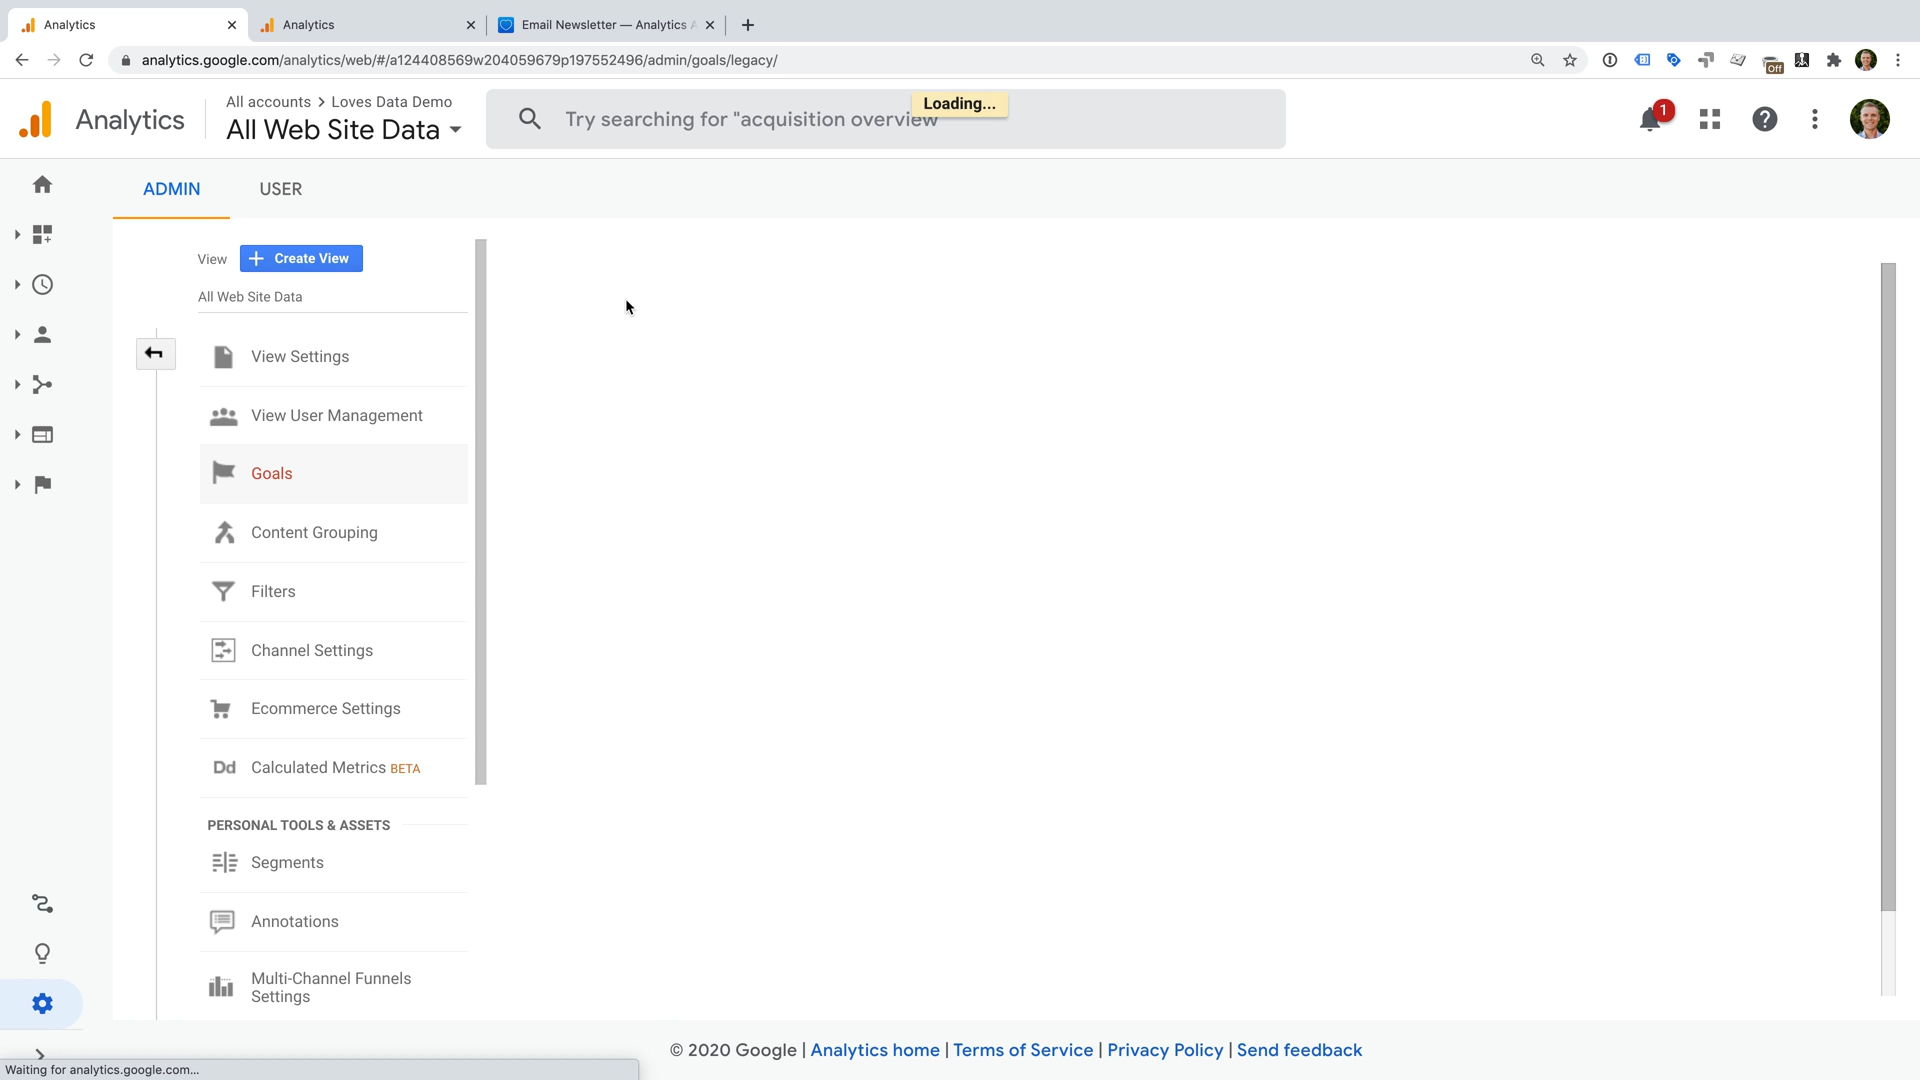 Analytics
Analytics
Email Newsletter — Analytics A
analytics.google.com/analytics/web/#/a124408569w204059679p197552496/admin/goals/legacy/
Off
Analytics
All accounts > Loves Data Demo
All Web Site Data
Try searching for "acquisition overview"
Loading...
1
ADMIN
USER
View
Create View
All Web Site Data
View Settings
View User Management
Goals
Content Grouping
Filters
Channel Settings
Ecommerce Settings
Dd
Calculated Metrics BETA
PERSONAL TOOLS & ASSETS
Segments
Annotations
Multi-Channel Funnels
Settings
© 2020 Google | Analytics home | Terms of Service | Privacy Policy | Send feedback
Waiting for analytics.google.com...